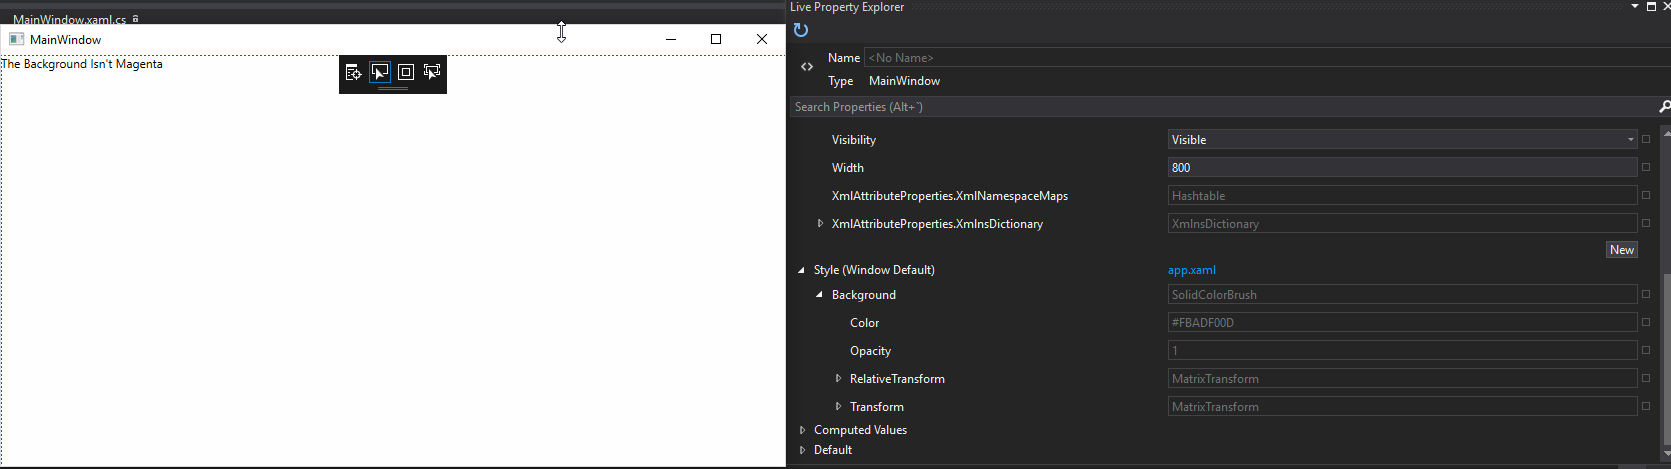 MainWindow.xaml.cs
MainWindow
The Background Isn't Magenta
Live Property Explorer
Name <No Name>
Type MainWindow
Search Properties (Alt+¨)
Visibility Visible
Width 800
XmlAttributeProperties.XmlNamespaceMaps Hashtable
XmlAttributeProperties.XmlnsDictionary XmlnsDictionary
New
Style (Window Default) app.xaml
Background SolidColorBrush
Color #FBADF00D
Opacity 1
RelativeTransform MatrixTransform
Transform MatrixTransform
Computed Values
Default